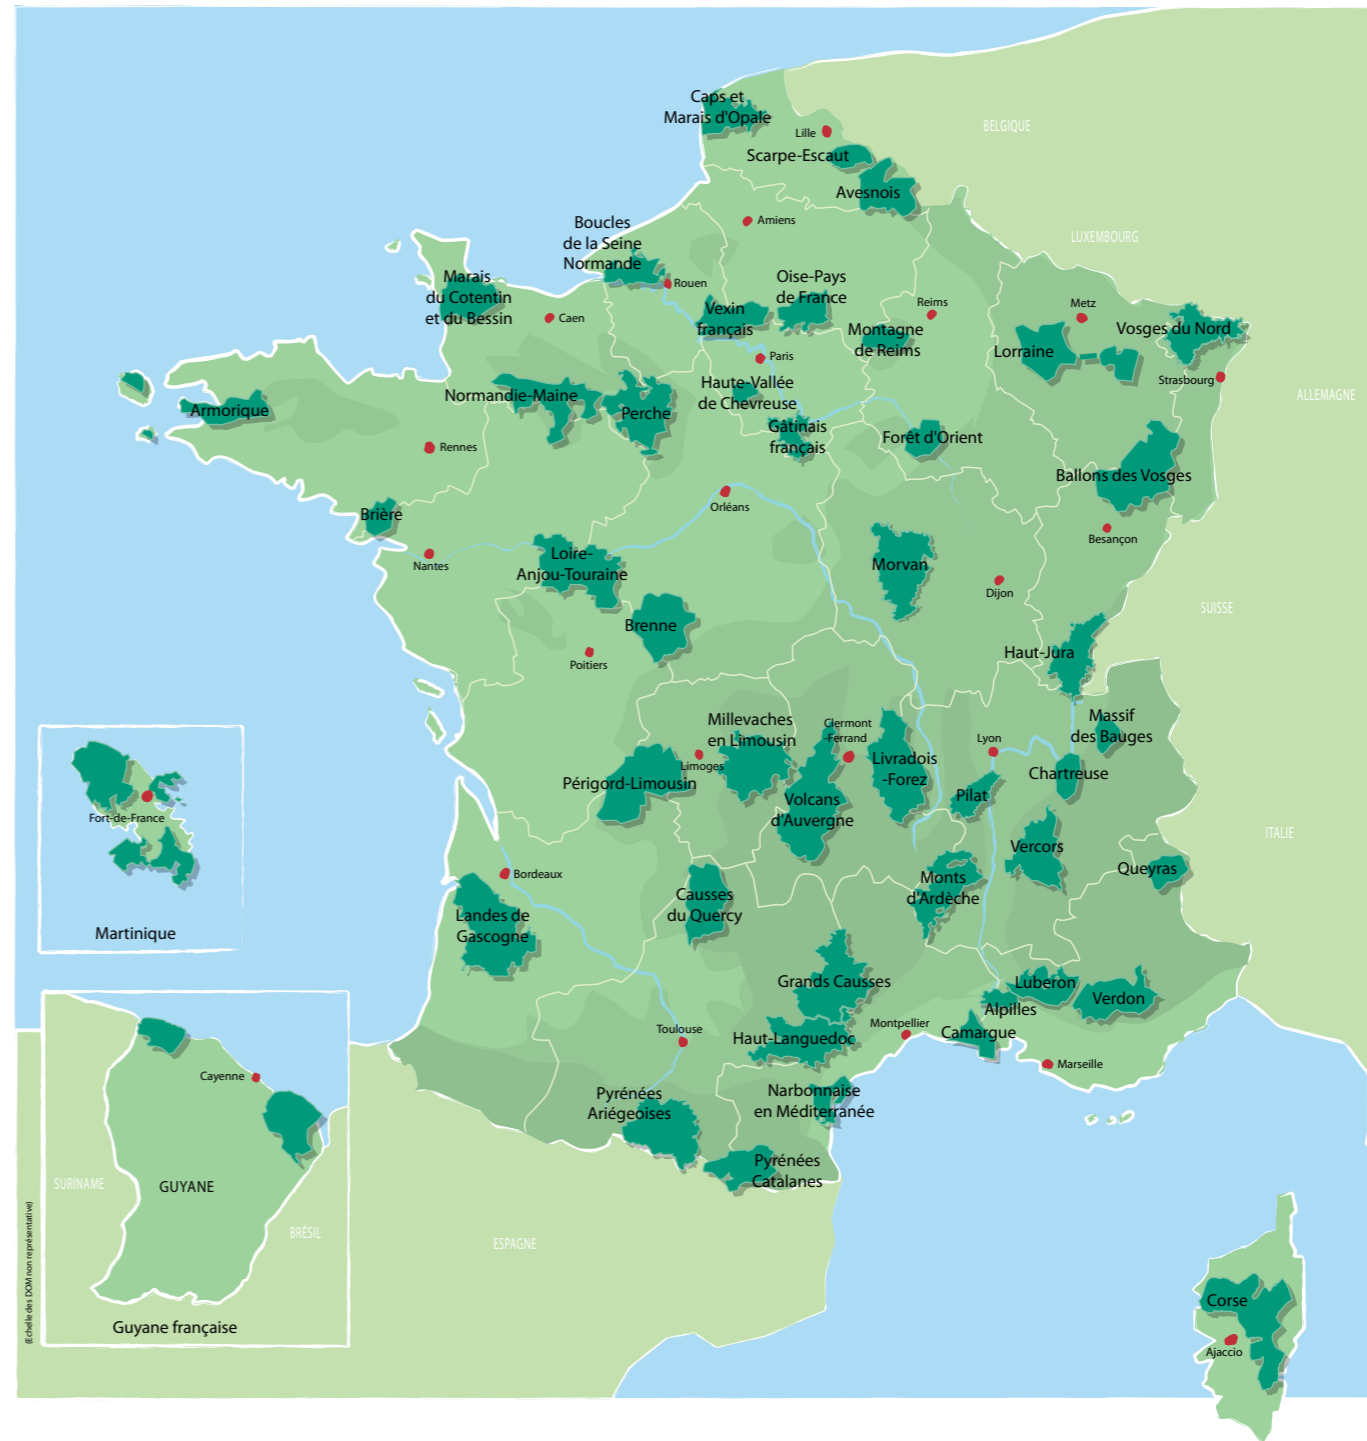 Caps et
Marais d'Opale
Lille
BELGIQUE
Scarpe-Escaut
Avesnois
Amiens
Boucles
de la Seine
Normande
LUXEMBOURG
Marais
du Cotentin
et du Bessin
Rouen
Oise-Pays
de France
Caen
Vexin
français
Reims
Metz
Montagne
de Reims
Vosges du Nord
Lorraine
Paris
Strasbourg
Haute-Vallée
de Chevreuse
ALLEMAGNE
Normandie-Maine
Armorique
Perche
Gâtinais
français
Forêt d'Orient
Rennes
Ballons des Vosges
Orléans
Brière
Besançon
Nantes
Loire-
Anjou-Touraine
Morvan
Dijon
SUISSE
Brenne
Poitiers
Haut-Jura
Massif
des Bauges
Millevaches
en Limousin
Clermont
-Ferrand
Lyon
Limoges
Livradois
-Forez
Chartreuse
Périgord-Limousin
Pilat
Volcans
d'Auvergne
Fort-de-France
ITALIE
Vercors
Queyras
Bordeaux
Monts
d'Ardèche
Causses
du Quercy
Landes de
Gascogne
Martinique
Grands Causses
Luberon
Verdon
Alpilles
Toulouse
Montpellier
Camargue
Haut-Languedoc
Marseille
Cayenne
Pyrénées
Ariégeoises
Narbonnaise
en Méditerranée
Pyrénées
Catalanes
SURINAME
GUYANE
BRÉSIL
ESPAGNE
(Echelle des DOM non représentative)
Guyane française
Corse
Ajaccio